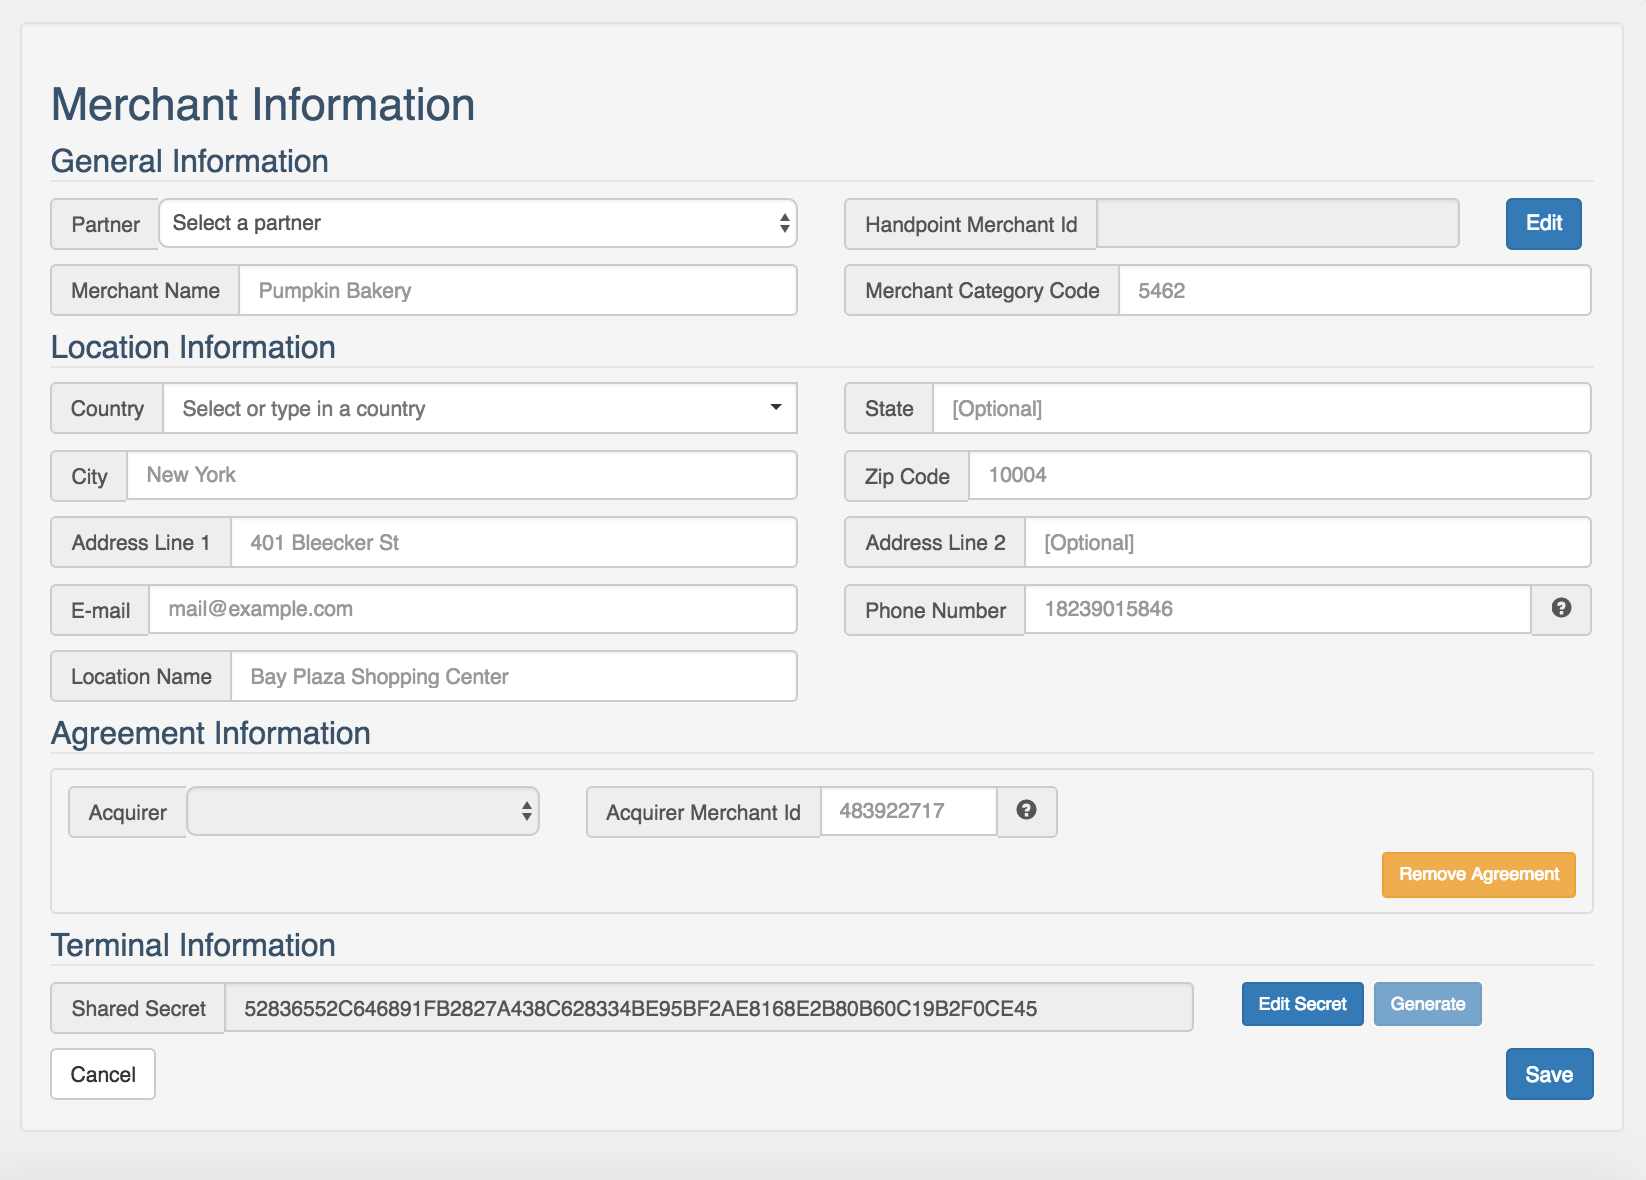 Merchant Information
General Information
Partner Select a partner Handpoint Merchant Id Edit
Merchant Name Pumpkin Bakery Merchant Category Code 5462
Location Information
Country Select or type in a country State [Optional]
City New York Zip Code 10004
Address Line 1 401 Bleecker St Address Line 2 [Optional]
E-mail mail@example.com Phone Number 18239015846 ?
Location Name Bay Plaza Shopping Center
Agreement Information
Acquirer Acquirer Merchant Id 483922717 ?
Remove Agreement
Terminal Information
Shared Secret 52836552C646891FB2827A438C628334BE95BF2AE8168E2B80B60C19B2F0CE45 Edit Secret Generate
Cancel Save